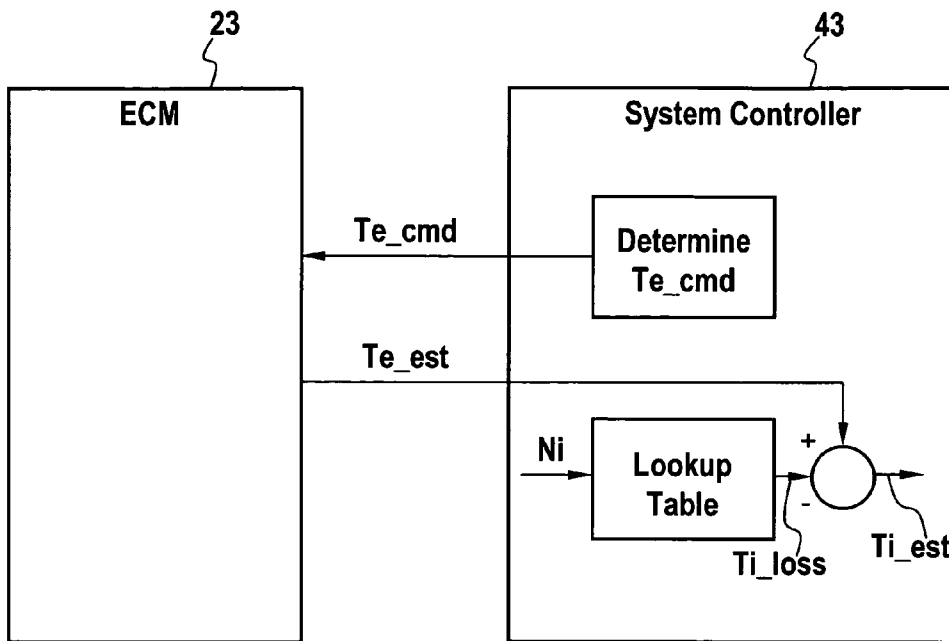 23
43
ECM
System Controller
Te_cmd
Determine
Te_cmd
Te_est
Ni
Lookup
Table
+
-
Ti_loss
Ti_est